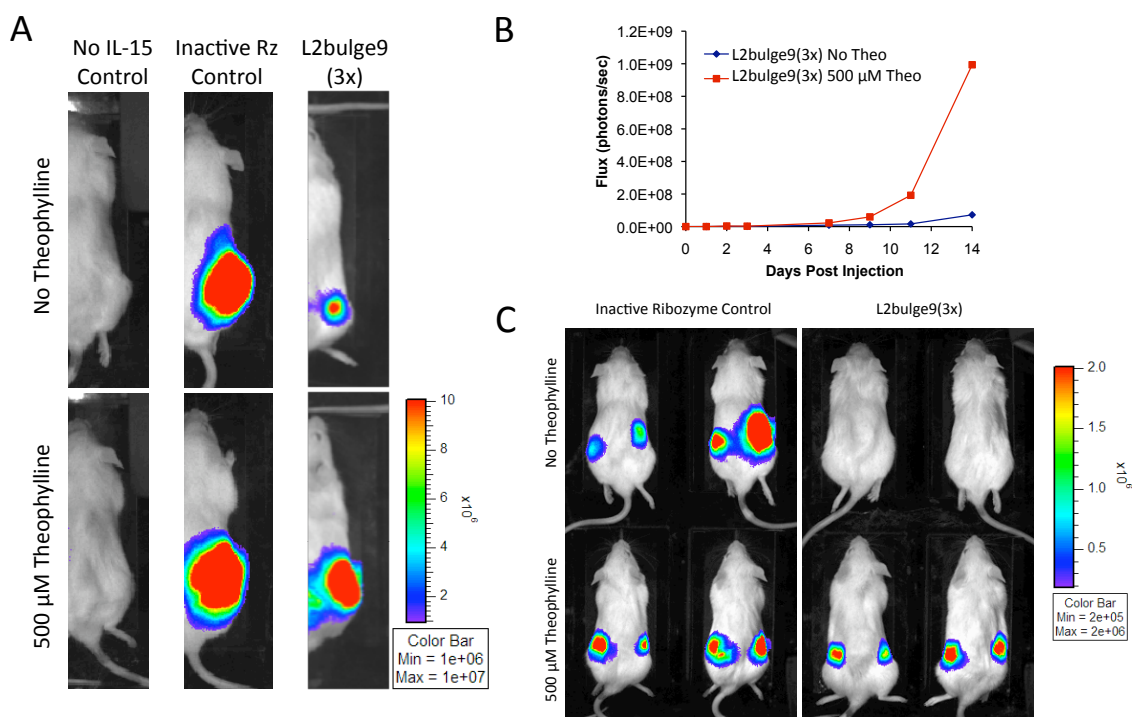 A
No IL-15
Control
Inactive Rz
Control
L2bulge9
(3x)
No Theophylline
500 μM Theophylline
10
8
6
4
2
x10⁶
Color Bar
Min = 1e+06
Max = 1e+07
B
1.2E+09
1.0E+09
8.0E+08
6.0E+08
4.0E+08
2.0E+08
0.0E+00
Flux (photons/sec)
L2bulge9(3x) No Theo
L2bulge9(3x) 500 μM Theo
0 2 4 6 8 10 12 14
Days Post Injection
C
Inactive Ribozyme Control
L2bulge9(3x)
No Theophylline
500 μM Theophylline
2.0
1.5
1.0
0.5
x10⁶
Color Bar
Min = 2e+05
Max = 2e+06